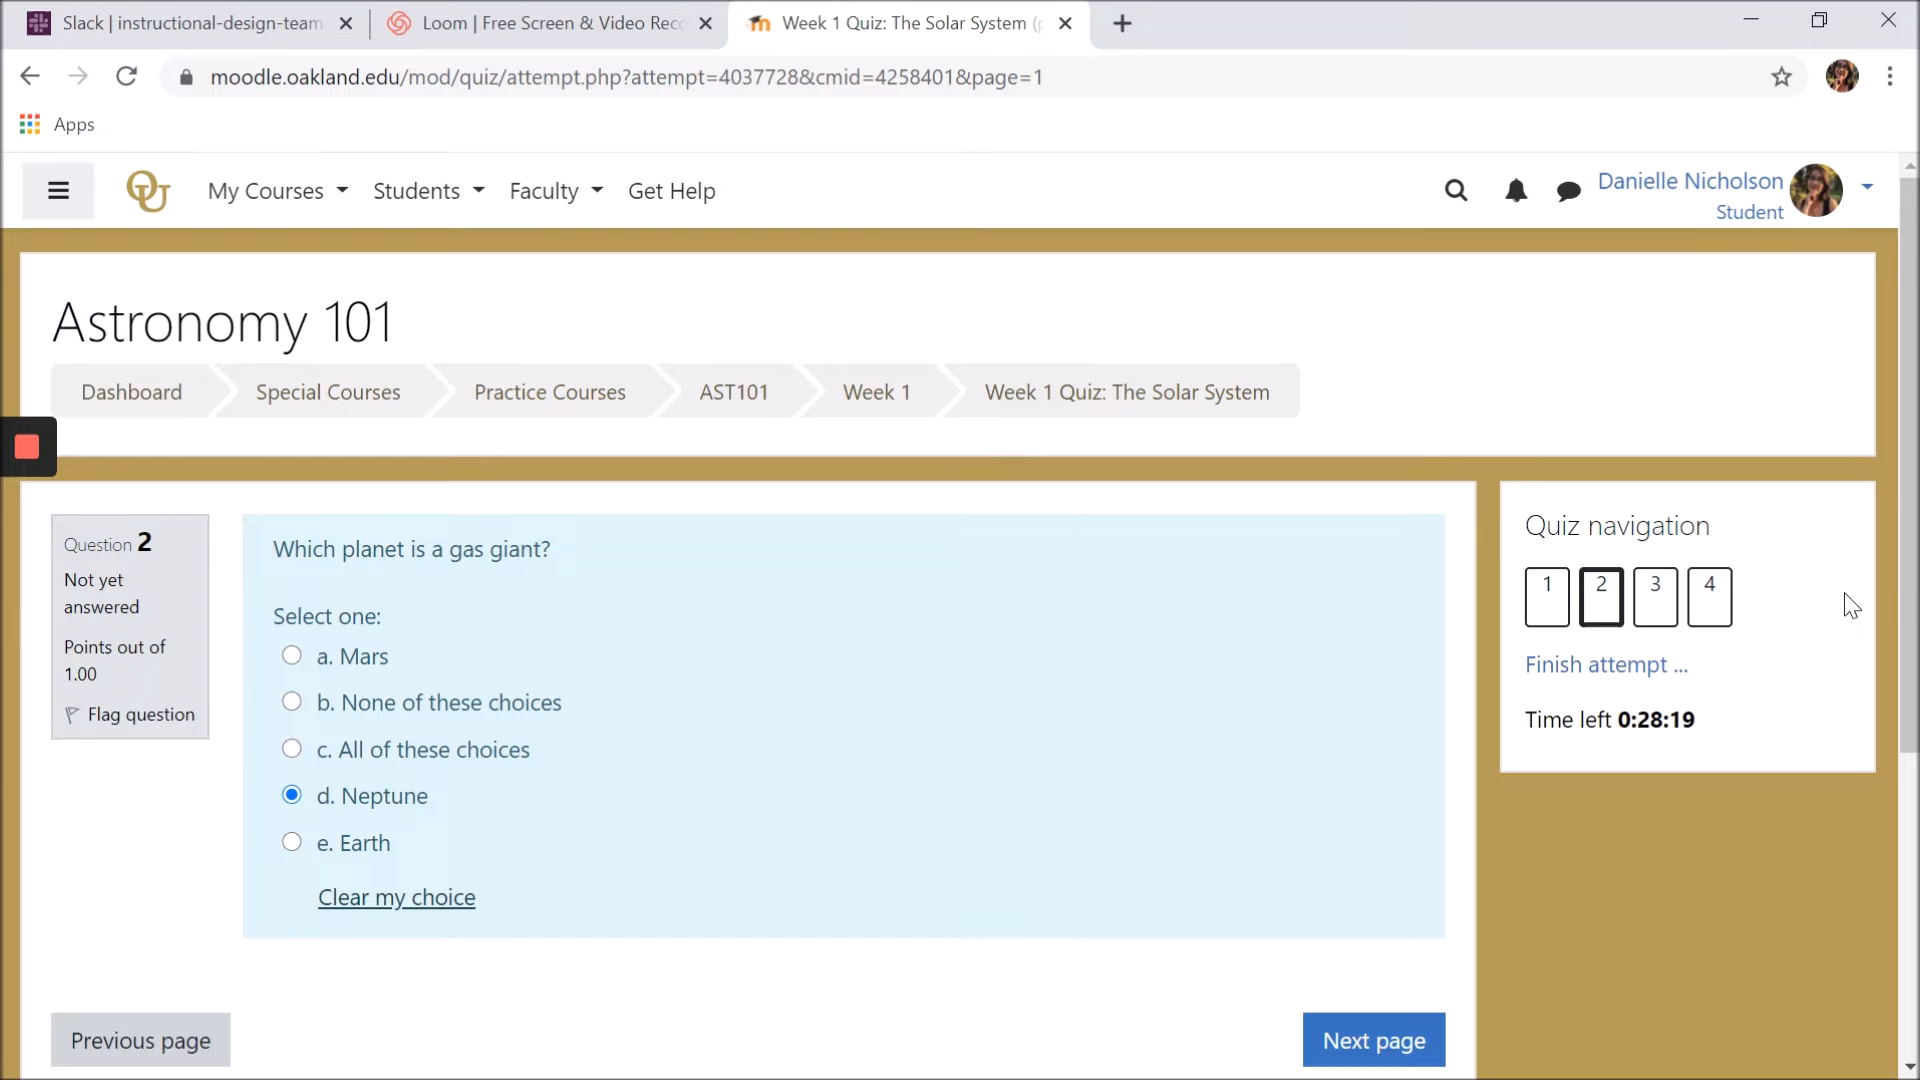 Slack | instructional-design-team
Loom | Free Screen & Video Rec
Week 1 Quiz: The Solar System (p
moodle.oakland.edu/mod/quiz/attempt.php?attempt=4037728&cmid=4258401&page=1
Apps
OU
My Courses
Students
Faculty
Get Help
Danielle Nicholson
Student
Astronomy 101
Dashboard
Special Courses
Practice Courses
AST101
Week 1
Week 1 Quiz: The Solar System
Question 2
Not yet
answered
Points out of
1.00
Flag question
Which planet is a gas giant?
Select one:
a. Mars
b. None of these choices
c. All of these choices
d. Neptune
e. Earth
Clear my choice
Previous page
Next page
Quiz navigation
1 2 3 4
Finish attempt ...
Time left 0:28:19